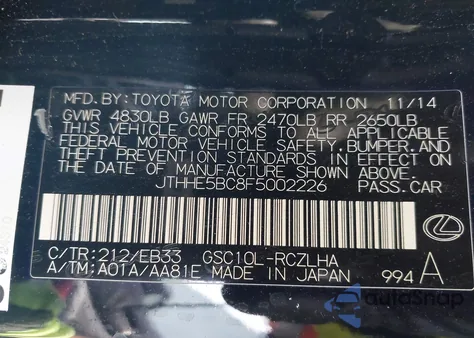 MFD.BY:TOYOTA MOTOR CORPORATION 11/14
GVWR 4830LB GAWR FR 2470LB RR 2650LB
THIS VEHICLE CONFORMS TO ALL APPLICABLE
FEDERAL MOTOR VEHICLE SAFETY,BUMPER,AND
THEFT PREVENTION STANDARDS IN EFFECT ON
THE DATE OF MANUFACTURE SHOWN ABOVE.
JTHHE5BC8F5002226 PASS.CAR
C/TR:212/EB33 GSC10L-RCZLHA
A/TM:A01A/AA81E MADE IN JAPAN 994 A
autoSnap